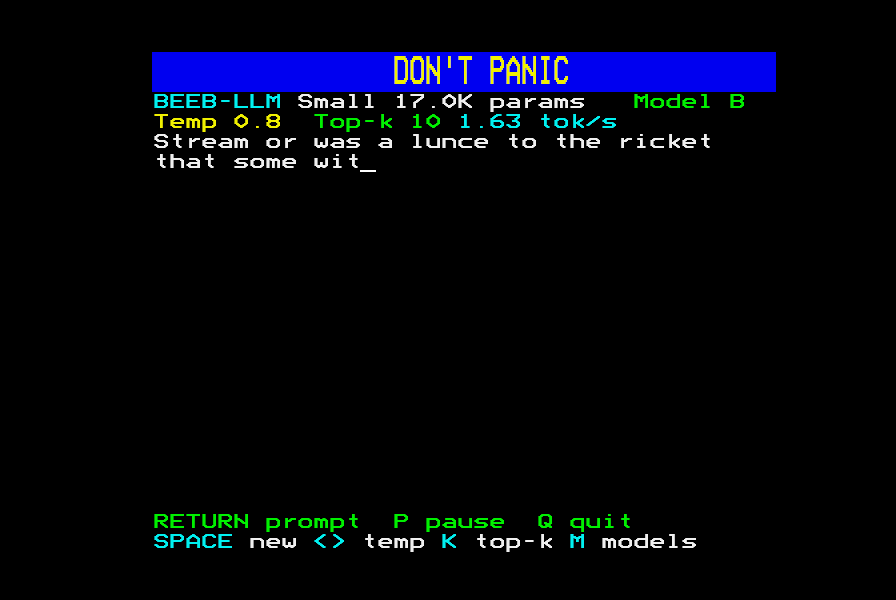 DON'T PANIC
BEEB-LLM Small 17.0K params Model B
Temp 0.8 Top-k 10 1.63 tok/s
Stream or was a lunce to the ricket
that some wit_
RETURN prompt P pause Q quit
SPACE new <> temp K top-k M models